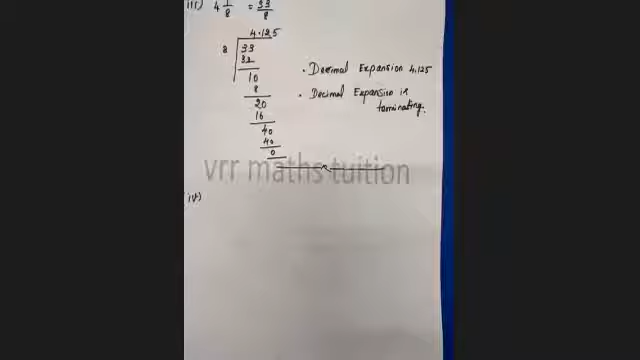 iii) 4 1/8 = 33/8
4.125
8 33
32
10
8
20
16
40
40
0
. Decimal Expansion 4.125
. Decimal Expansion is
terminating.
vrr maths tuition
iv)